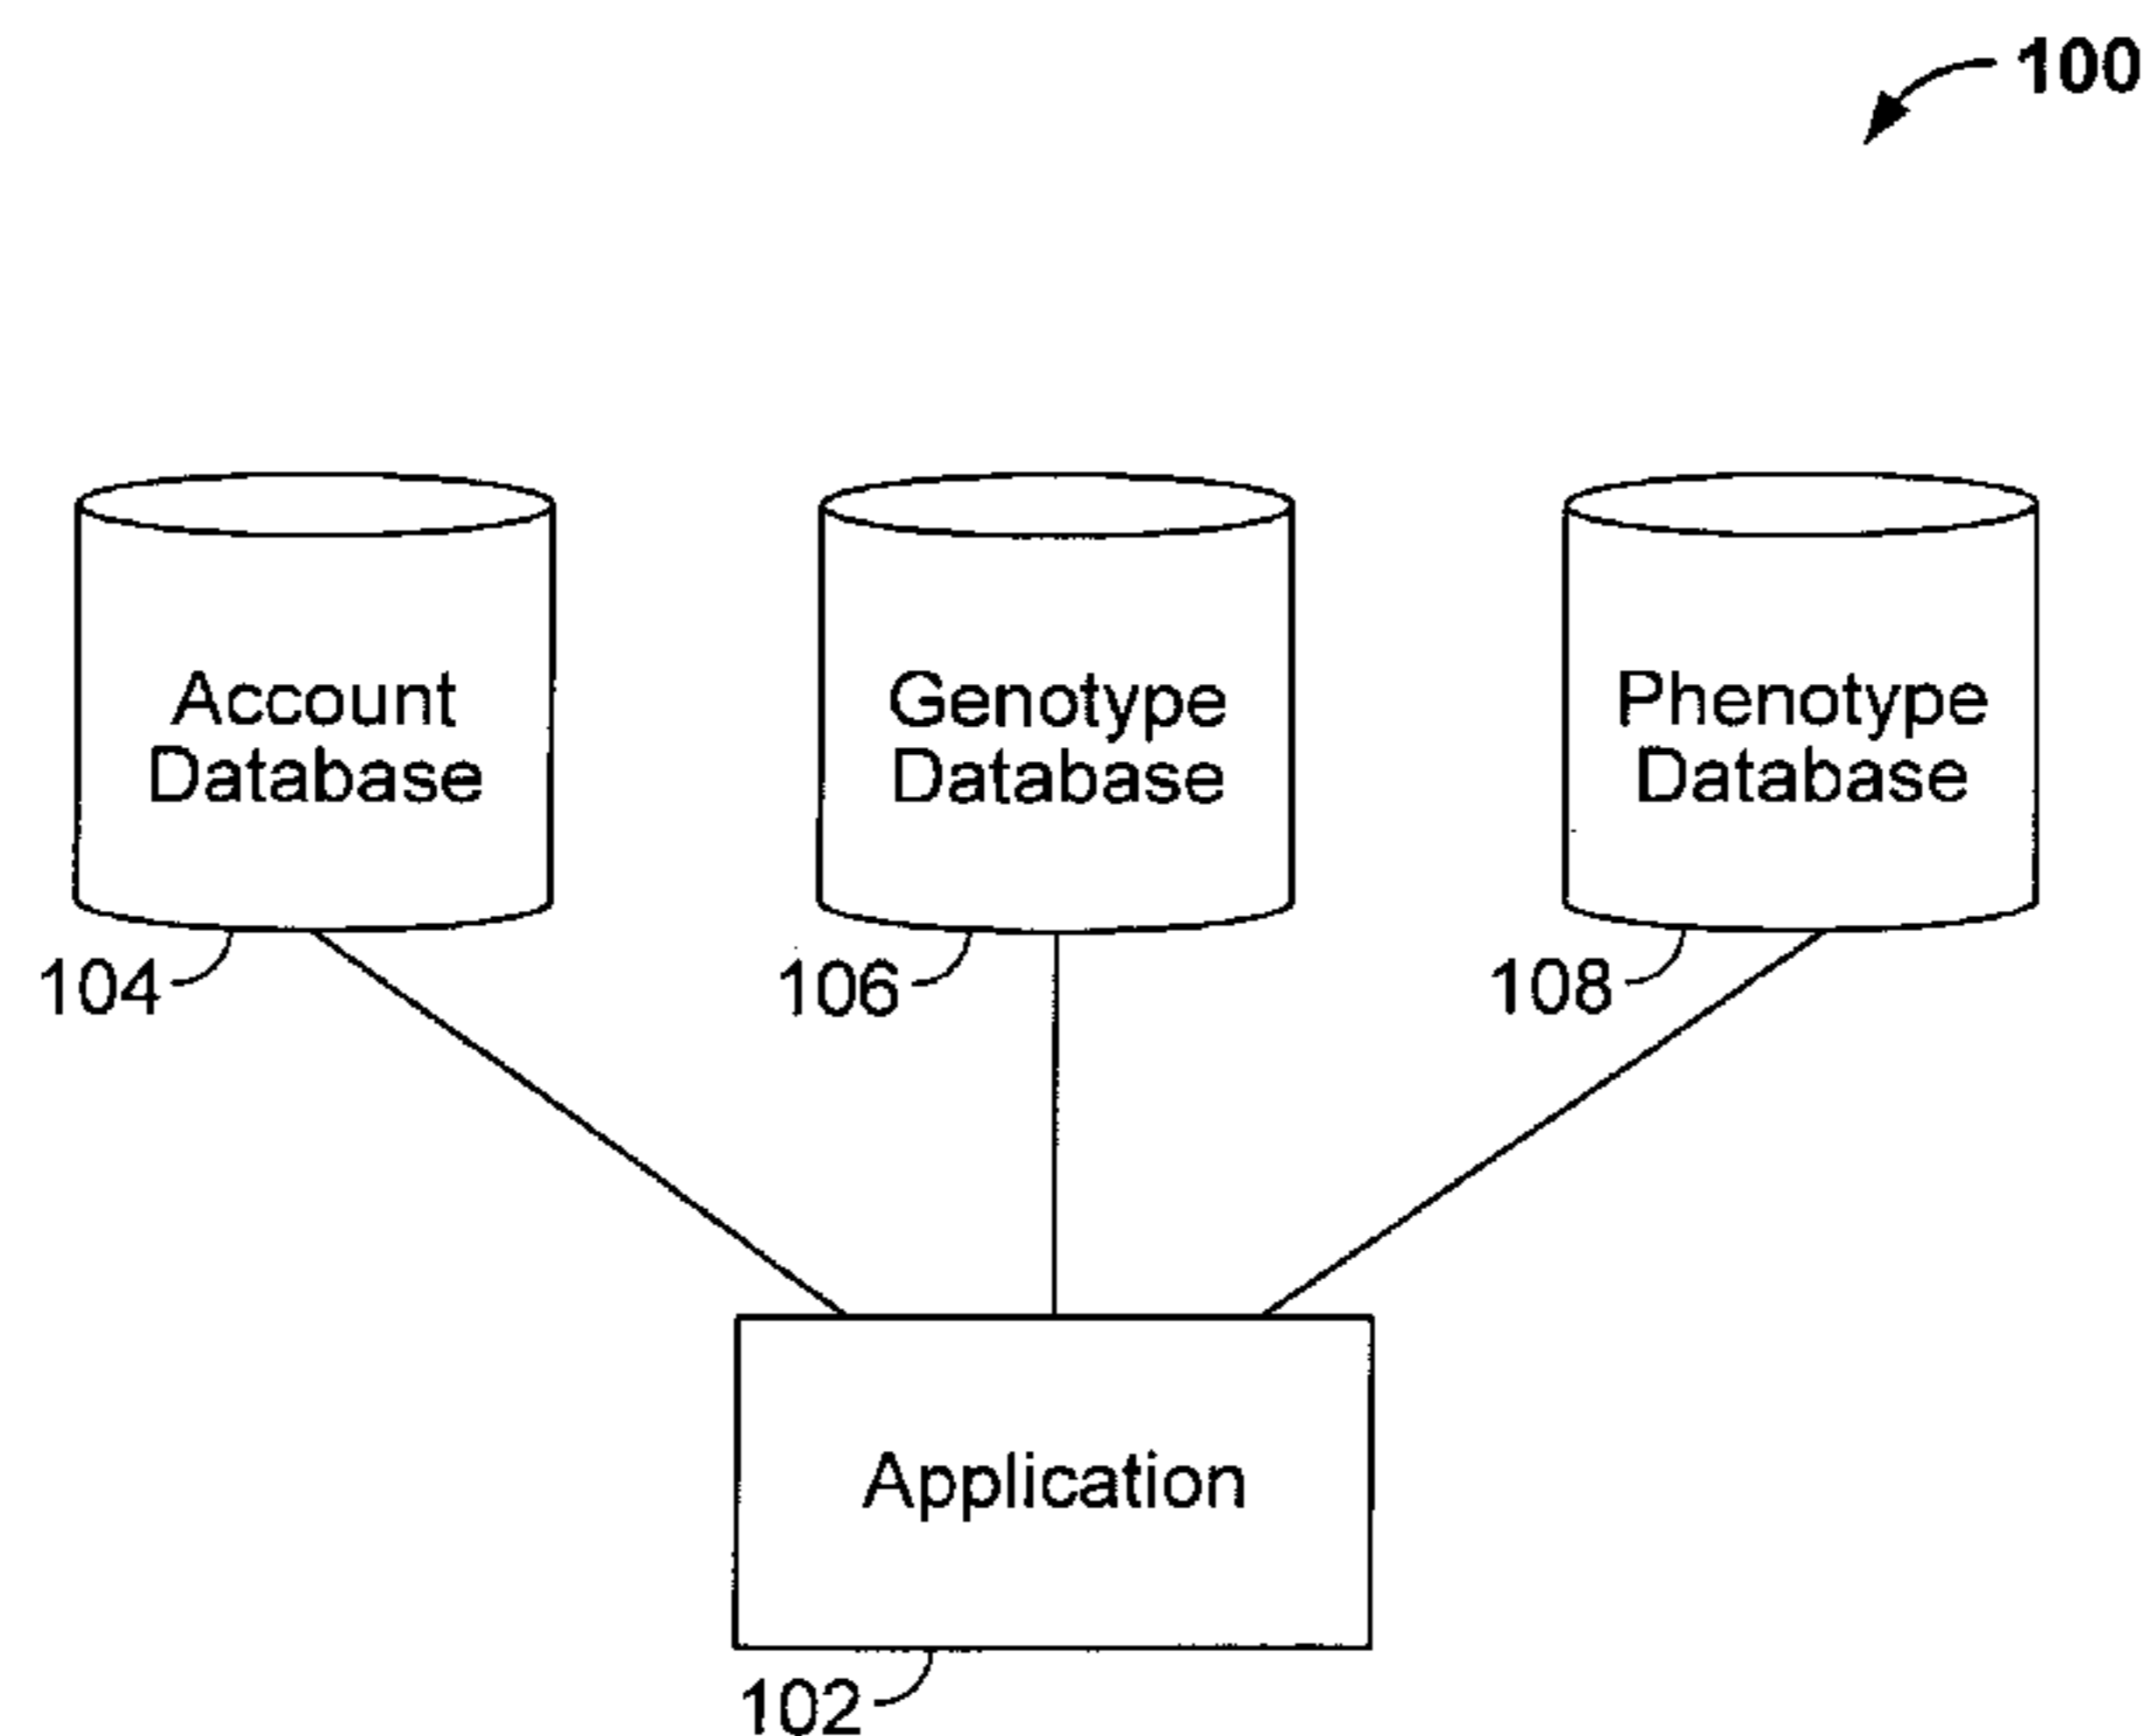 100
Account
Database
Genotype
Database
Phenotype
Database
104
106
108
Application
102